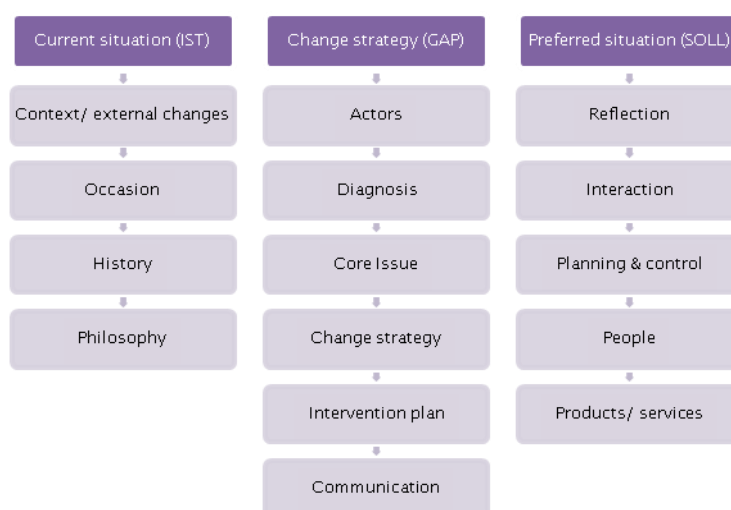 Current situation (IST)
Context/ external changes
Occasion
History
Philosophy
Change strategy (GAP)
Actors
Diagnosis
Core Issue
Change strategy
Intervention plan
Communication
Preferred situation (SOLL)
Reflection
Interaction
Planning & control
People
Products/ services